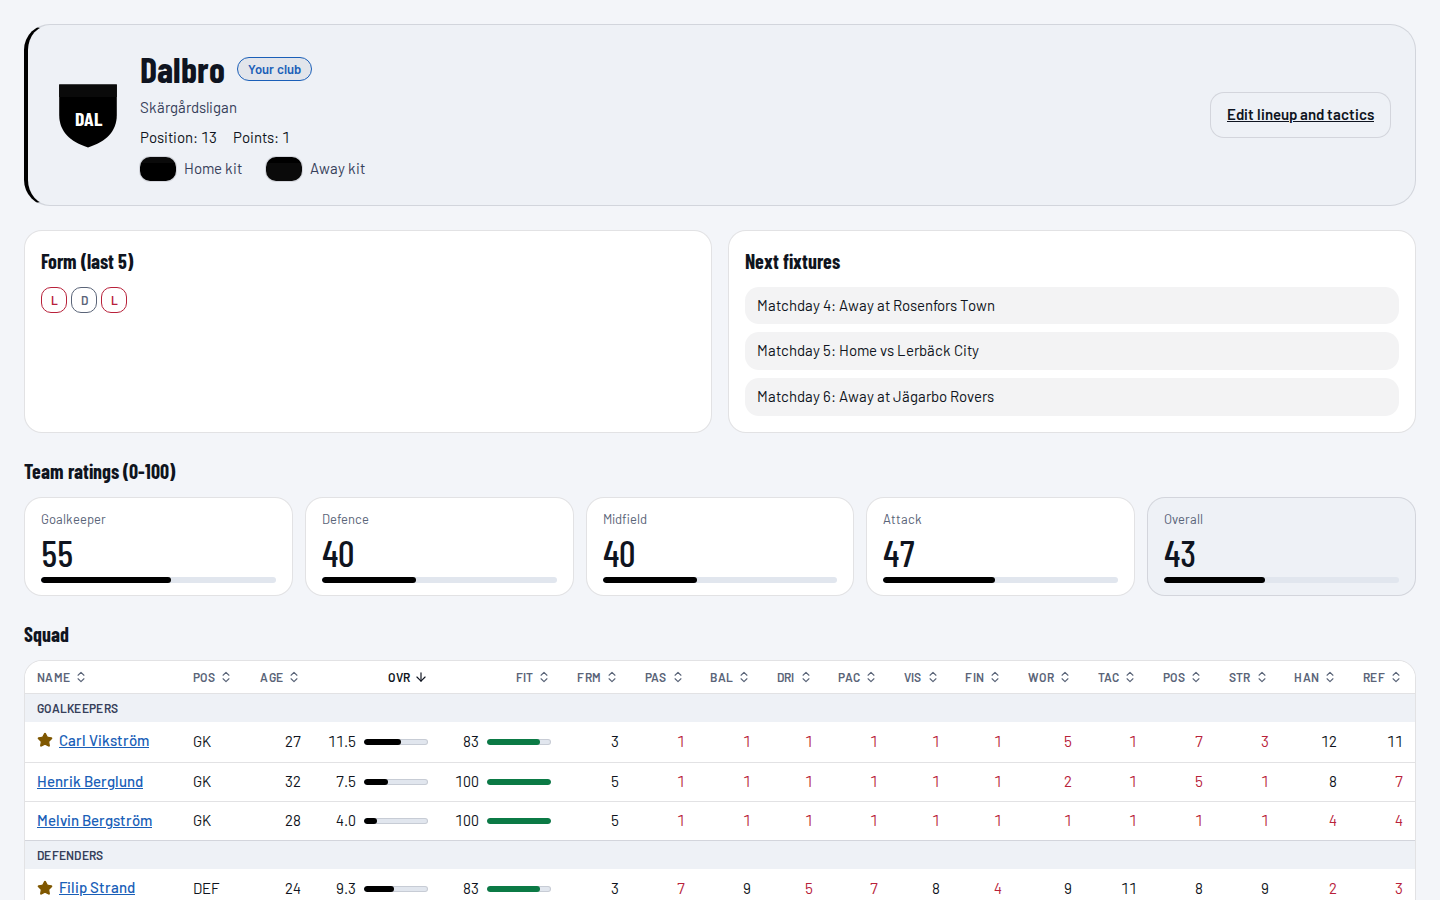 Dalbro Your club
DAL
Skärgårdsligan
Position: 13 Points: 1
Home kit Away kit
Edit lineup and tactics
Form (last 5)
L D L
Next fixtures
Matchday 4: Away at Rosenfors Town
Matchday 5: Home vs Lerbäck City
Matchday 6: Away at Jägarbo Rovers
Team ratings (0-100)
Goalkeeper
55
Defence
40
Midfield
40
Attack
47
Overall
43
Squad
NAME POS AGE OVR FIT FRM PAS BAL DRI PAC VIS FIN WOR TAC POS STR HAN REF
GOALKEEPERS
Carl Vikström GK 27 11.5 83 3 1 1 1 1 1 1 5 1 7 3 12 11
Henrik Berglund GK 32 7.5 100 5 1 1 1 1 1 1 2 1 5 1 8 7
Melvin Bergström GK 28 4.0 100 5 1 1 1 1 1 1 1 1 1 1 4 4
DEFENDERS
Filip Strand DEF 24 9.3 83 3 7 9 5 7 8 4 9 11 8 9 2 3